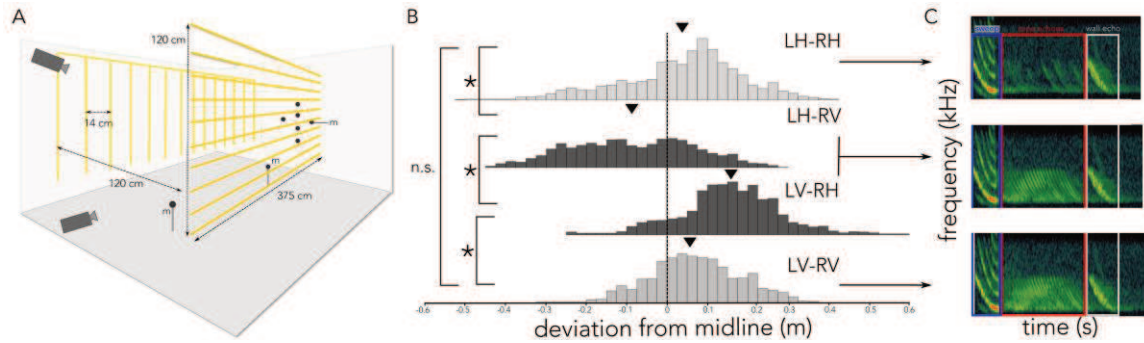 A
120 cm
14 cm
120 cm
m
m
m
375 cm
B
LH-RH
*
LH-RV
n.s.
*
LV-RH
*
LV-RV
-0.6
-0.5
-0.4
-0.3
-0.2
-0.1
0
0.1
0.2
0.3
0.4
0.5
0.6
deviation from midline (m)
C
wall echo
frequency (kHz)
time (s)